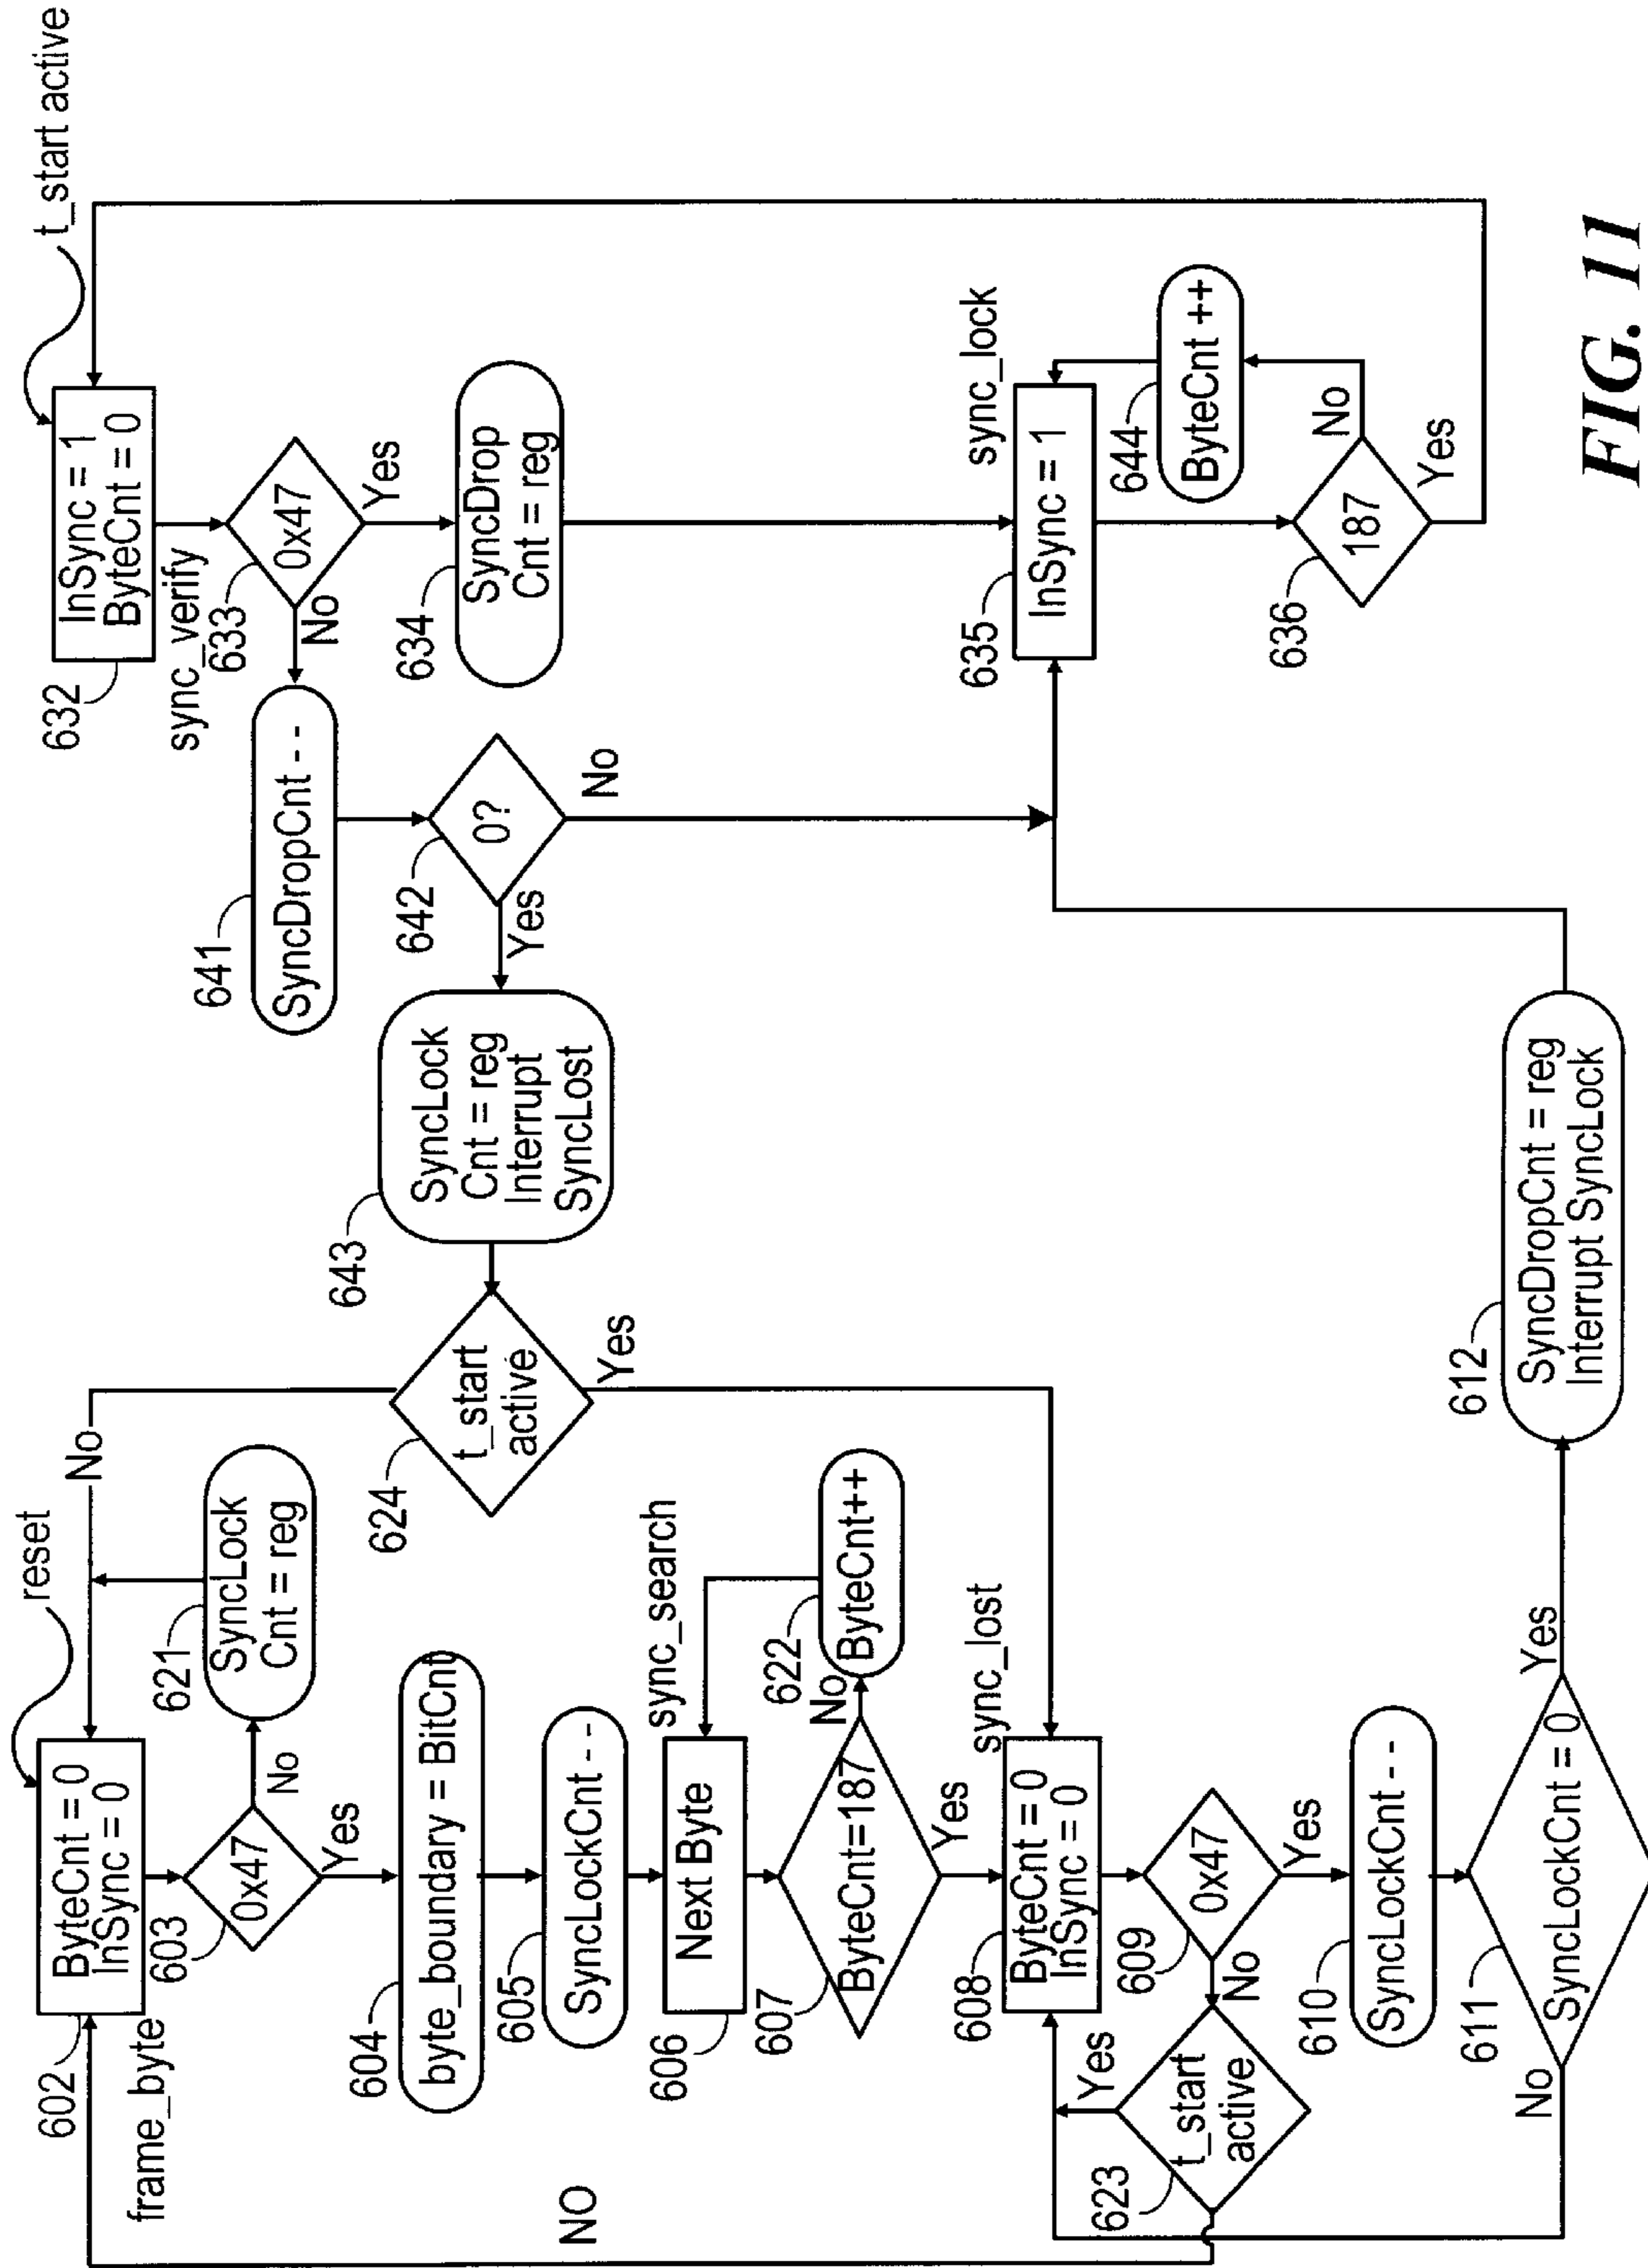 reset
602
ByteCnt = 0
InSync = 0
frame_byte
603
0x47
No
Yes
621
SyncLock
Cnt = reg
No
604
byte_boundary = BitCnt
605
SyncLockCnt - -
606
Next Byte
sync_search
607
ByteCnt=187
No
622
ByteCnt++
Yes
NO
608
ByteCnt = 0
InSync = 0
sync_lost
609
0x47
No
Yes
623
t_start
active
Yes
610
SyncLockCnt - -
611
SyncLockCnt = 0
No
Yes
612
SyncDropCnt = reg
Interrupt SyncLock
624
t_start
active
Yes
643
SyncLock
Cnt = reg
Interrupt
SyncLost
641
SyncDropCnt - -
642
0?
Yes
No
t_start active
632
InSync = 1
ByteCnt = 0
sync_verify
633
0x47
No
Yes
634
SyncDrop
Cnt = reg
635
InSync = 1
sync_lock
644
ByteCnt ++
636
187
No
Yes
FIG. 11